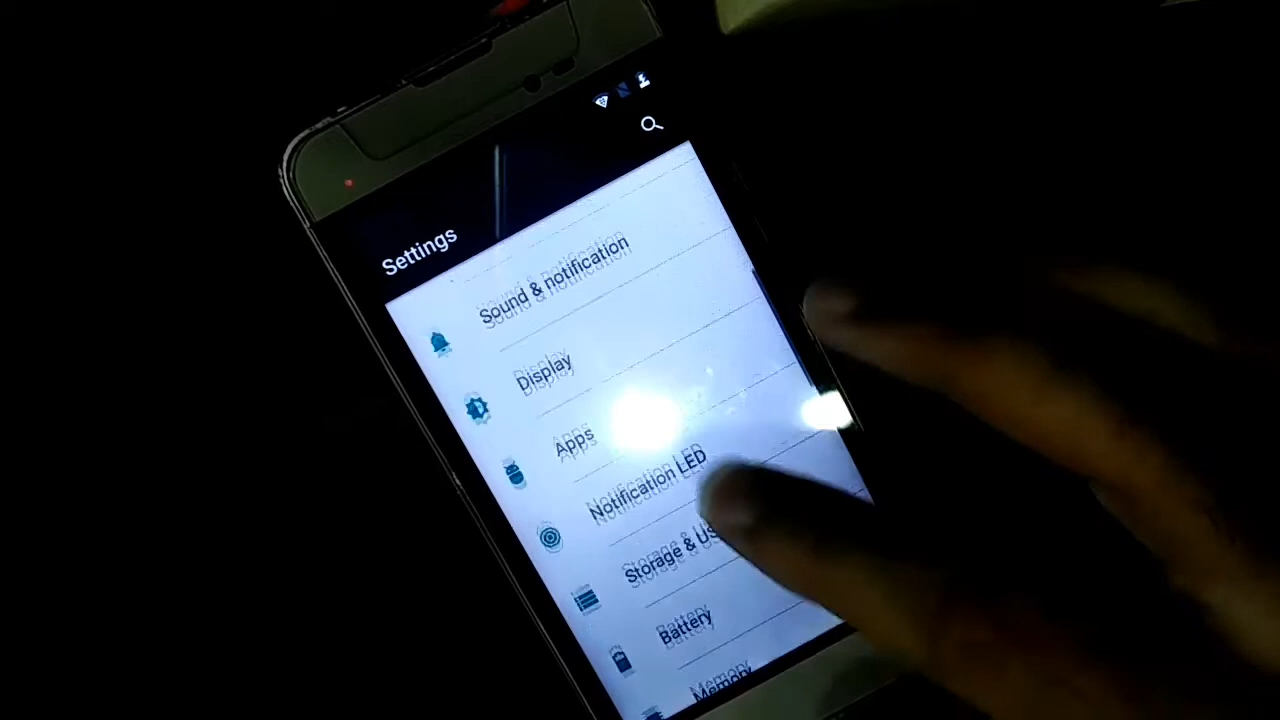 Settings
Sound & notification
Display
Apps
Notification LED
Storage & US
Battery
Memory